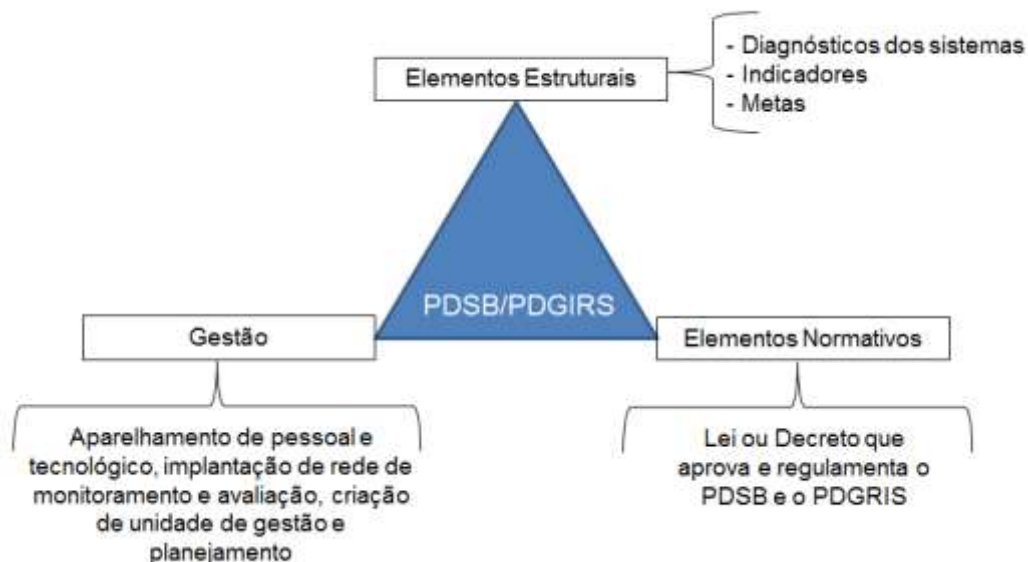 Elementos Estruturais
- Diagnósticos dos sistemas
- Indicadores
- Metas
PDSB/PDGIRS
Gestão
Elementos Normativos
Aparelhamento de pessoal e
tecnológico, implantação de rede de
monitoramento e avaliação, criação
de unidade de gestão e
planejamento
Lei ou Decreto que
aprova e regulamenta o
PDSB e o PDGRIS